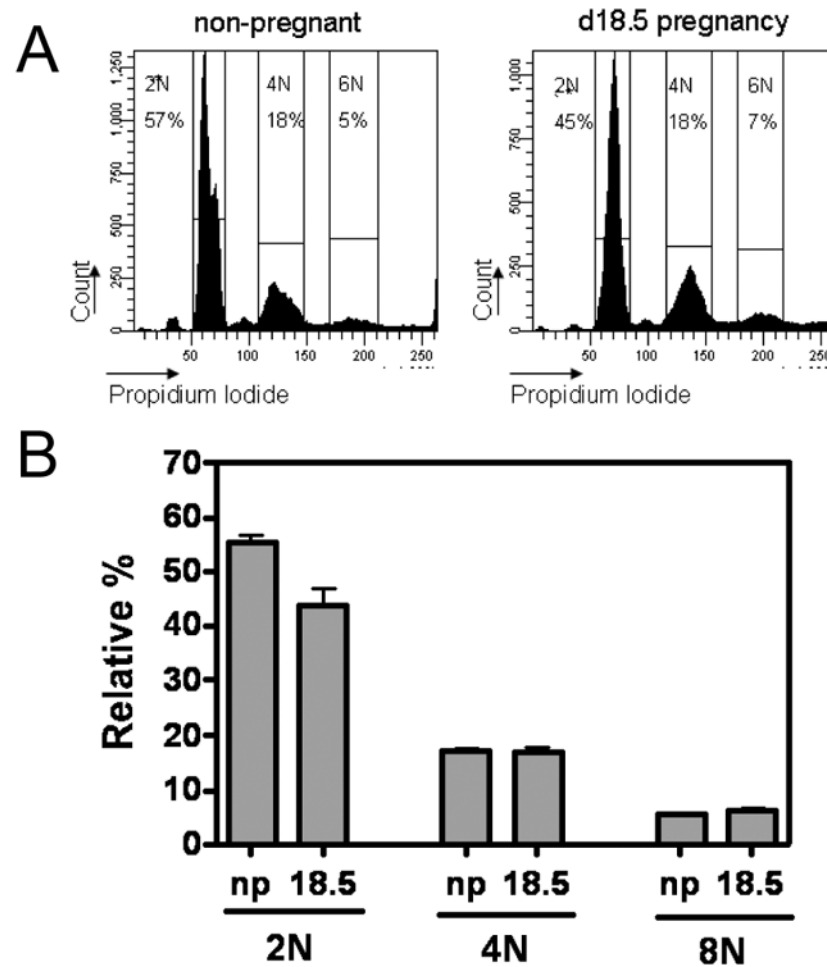 A
non-pregnant
d18.5 pregnancy
2N
57%
4N
18%
6N
5%
1,250
1,000
750
500
250
0
Count
50 100 150 200 250
Propidium Iodide
2N
45%
4N
18%
6N
7%
1,000
750
500
250
0
Count
50 100 150 200 250
Propidium Iodide
B
70
60
50
40
30
20
10
0
Relative %
np 18.5 np 18.5 np 18.5
2N 4N 8N